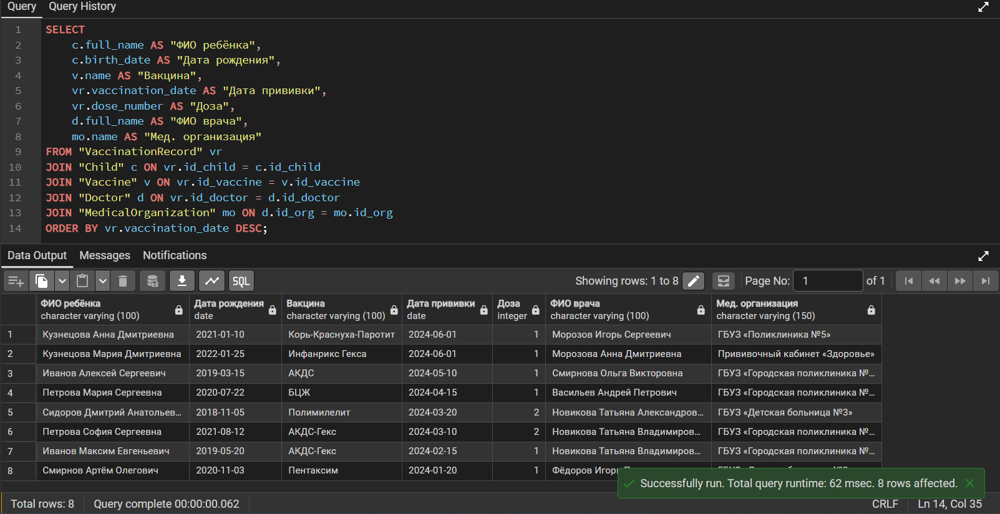 Query Query History
1 SELECT
2 c.full_name AS "ФИО ребёнка",
3 c.birth_date AS "Дата рождения",
4 v.name AS "Вакцина",
5 vr.vaccination_date AS "Дата прививки",
6 vr.dose_number AS "Доза",
7 d.full_name AS "ФИО врача",
8 mo.name AS "Мед. организация"
9 FROM "VaccinationRecord" vr
10 JOIN "Child" c ON vr.id_child = c.id_child
11 JOIN "Vaccine" v ON vr.id_vaccine = v.id_vaccine
12 JOIN "Doctor" d ON vr.id_doctor = d.id_doctor
13 JOIN "MedicalOrganization" mo ON d.id_org = mo.id_org
14 ORDER BY vr.vaccination_date DESC;
Data Output Messages Notifications
SQL Showing rows: 1 to 8 Page No: 1 of 1
ФИО ребёнка Дата рождения Вакцина Дата прививки Доза ФИО врача Мед. организация
character varying (100) date character varying (100) date integer character varying (100) character varying (150)
1 Кузнецова Анна Дмитриевна 2021-01-10 Корь-Краснуха-Паротит 2024-06-01 1 Морозов Игорь Сергеевич ГБУЗ «Поликлиника №5»
2 Кузнецова Мария Дмитриевна 2022-01-25 Инфанрикс Гекса 2024-06-01 1 Морозова Анна Дмитриевна Прививочный кабинет «Здоровье»
3 Иванов Алексей Сергеевич 2019-03-15 АКДС 2024-05-10 1 Смирнова Ольга Викторовна ГБУЗ «Городская поликлиника №…
4 Петрова Мария Сергеевна 2020-07-22 БЦЖ 2024-04-15 1 Васильев Андрей Петрович ГБУЗ «Городская поликлиника №…
5 Сидоров Дмитрий Анатольев… 2018-11-05 Полимилелит 2024-03-20 2 Новикова Татьяна Александров… ГБУЗ «Детская больница №3»
6 Петрова София Сергеевна 2021-08-12 АКДС-Гекс 2024-03-10 2 Новикова Татьяна Владимиров… ГБУЗ «Городская поликлиника №…
7 Иванов Максим Евгеньевич 2019-05-20 АКДС-Гекс 2024-02-15 1 Новикова Татьяна Владимиров… ГБУЗ «Городская поликлиника №…
8 Смирнов Артём Олегович 2020-11-03 Пентаксим 2024-01-20 1 Фёдоров
Successfully run. Total query runtime: 62 msec. 8 rows affected.
Total rows: 8 Query complete 00:00:00.062 CRLF Ln 14, Col 35